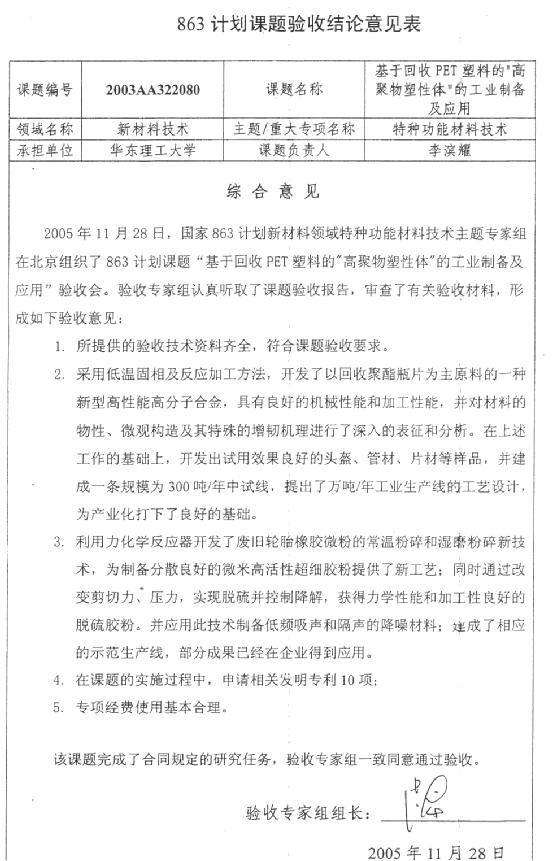 863 计划课题验收结论意见表
课题编号 2003AA322080 课题名称 基于回收 PET 塑料的"高
聚物塑性体"的工业制备
及应用
领域名称 新材料技术 主题/重大专项名称 特种功能材料技术
承担单位 华东理工大学 课题负责人 李滨耀
综 合 意 见
2005 年 11 月 28 日，国家 863 计划新材料领域特种功能材料技术主题专家组
在北京组织了 863 计划课题“基于回收 PET 塑料的"高聚物塑性体"的工业制备及
应用”验收会。验收专家组认真听取了课题验收报告，审查了有关验收材料，形
成如下验收意见：
1. 所提供的验收技术资料齐全，符合课题验收要求。
2. 采用低温固相及反应加工方法，开发了以回收聚酯瓶片为主原料的一种
新型高性能高分子合金，具有良好的机械性能和加工性能，并对材料的
物性、微观构造及其特殊的增韧机理进行了深入的表征和分析。在上述
工作的基础上，开发出试用效果良好的头盔、管材、片材等样品，并建
成一条规模为 300 吨/年中试线，提出了万吨/年工业生产线的工艺设计，
为产业化打下了良好的基础。
3. 利用力化学反应器开发了废旧轮胎橡胶微粉的常温粉碎和湿磨粉碎新技
术，为制备分散良好的微米高活性超细胶粉提供了新工艺；同时通过改
变剪切力、压力，实现脱硫并控制降解，获得力学性能和加工性良好的
脱硫胶粉。并应用此技术制备低频吸声和隔声的降噪材料；建成了相应
的示范生产线，部分成果已经在企业得到应用。
4. 在课题的实施过程中，申请相关发明专利 10 项；
5. 专项经费使用基本合理。
该课题完成了合同规定的研究任务，验收专家组一致同意通过验收。
验收专家组组长：
2005 年 11 月 28 日